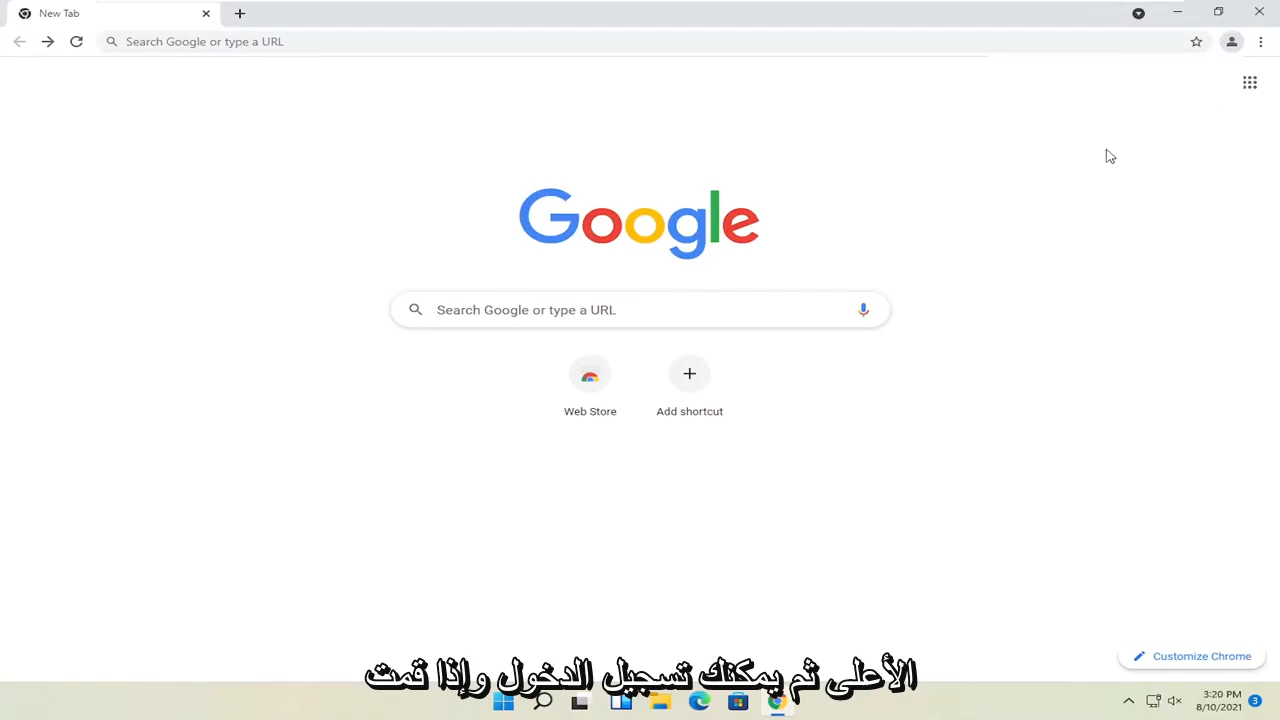 New Tab
Search Google or type a URL
Google
Search Google or type a URL
Web Store
Add shortcut
Customize Chrome
الأعلى ثم يمكنك تسجيل الدخول وإذا قمت
3:20 PM
8/10/2021
3